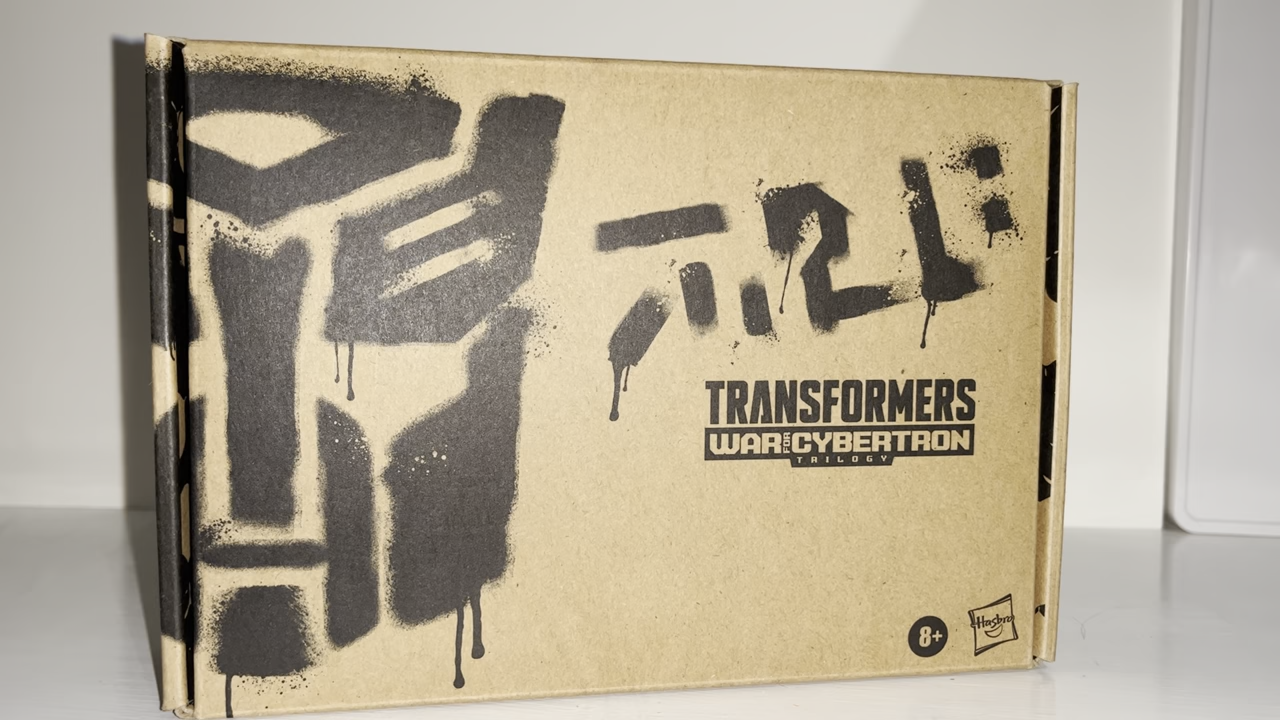 TRANSFORMERS
WAR FOR CYBERTRON
TRILOGY
8+
Hasbro